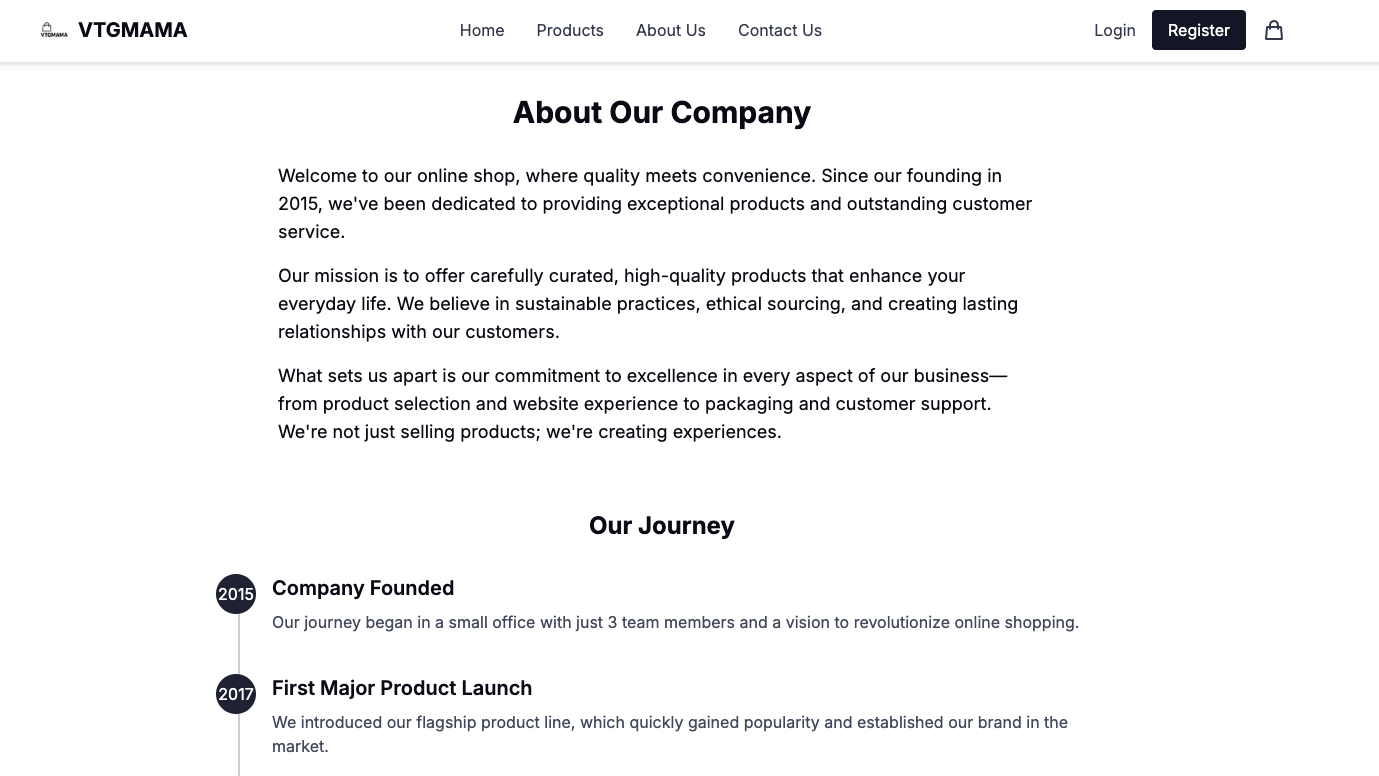 VTGMAMA
VTGMAMA
Home
Products
About Us
Contact Us
Login
Register
About Our Company
Welcome to our online shop, where quality meets convenience. Since our founding in
2015, we've been dedicated to providing exceptional products and outstanding customer
service.
Our mission is to offer carefully curated, high-quality products that enhance your
everyday life. We believe in sustainable practices, ethical sourcing, and creating lasting
relationships with our customers.
What sets us apart is our commitment to excellence in every aspect of our business—
from product selection and website experience to packaging and customer support.
We're not just selling products; we're creating experiences.
Our Journey
2015
Company Founded
Our journey began in a small office with just 3 team members and a vision to revolutionize online shopping.
2017
First Major Product Launch
We introduced our flagship product line, which quickly gained popularity and established our brand in the
market.